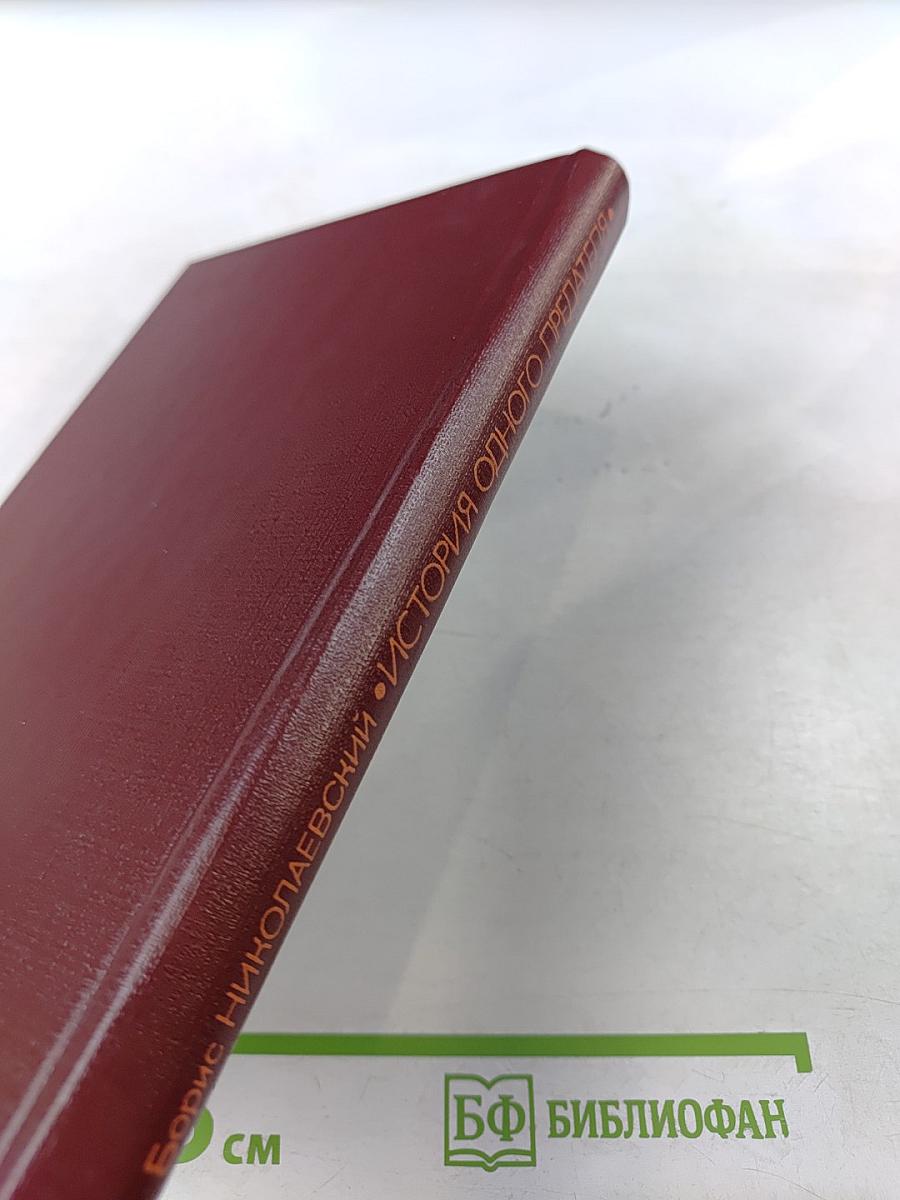 Борис НИКОЛАЕВСКИЙ • ИСТОРИЯ ОДНОГО ПРЕДАТЕЛЯ •
см
БФ БИБЛИОФАН